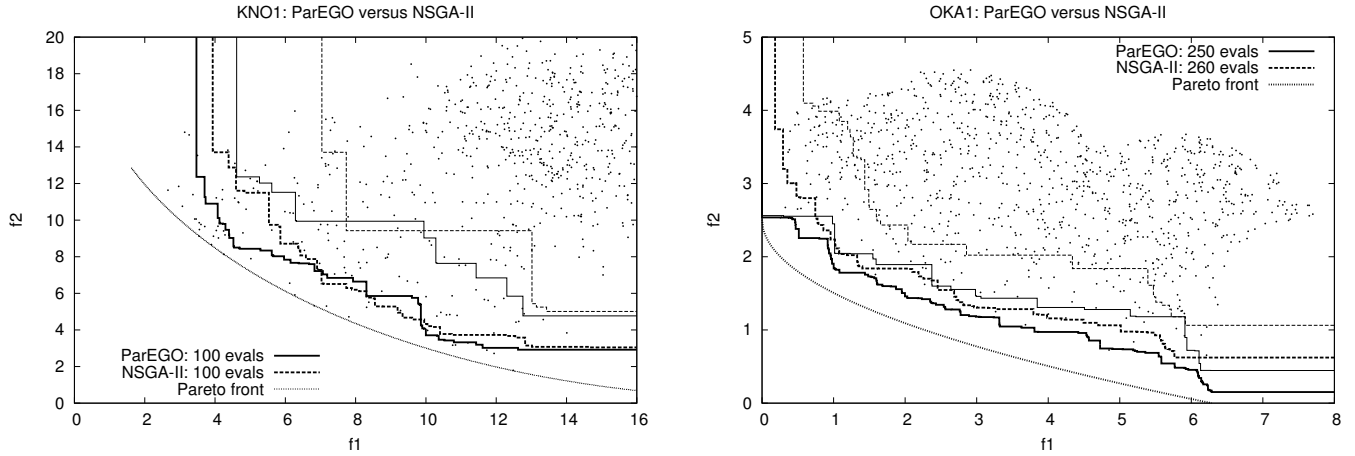 KNO1: ParEGO versus NSGA-II
20
18
16
14
12
10
8
6
4
2
0
f2
0 2 4 6 8 10 12 14 16
f1
ParEGO: 100 evals
NSGA-II: 100 evals
Pareto front
OKA1: ParEGO versus NSGA-II
5
4
3
2
1
0
f2
0 1 2 3 4 5 6 7 8
f1
ParEGO: 250 evals
NSGA-II: 260 evals
Pareto front